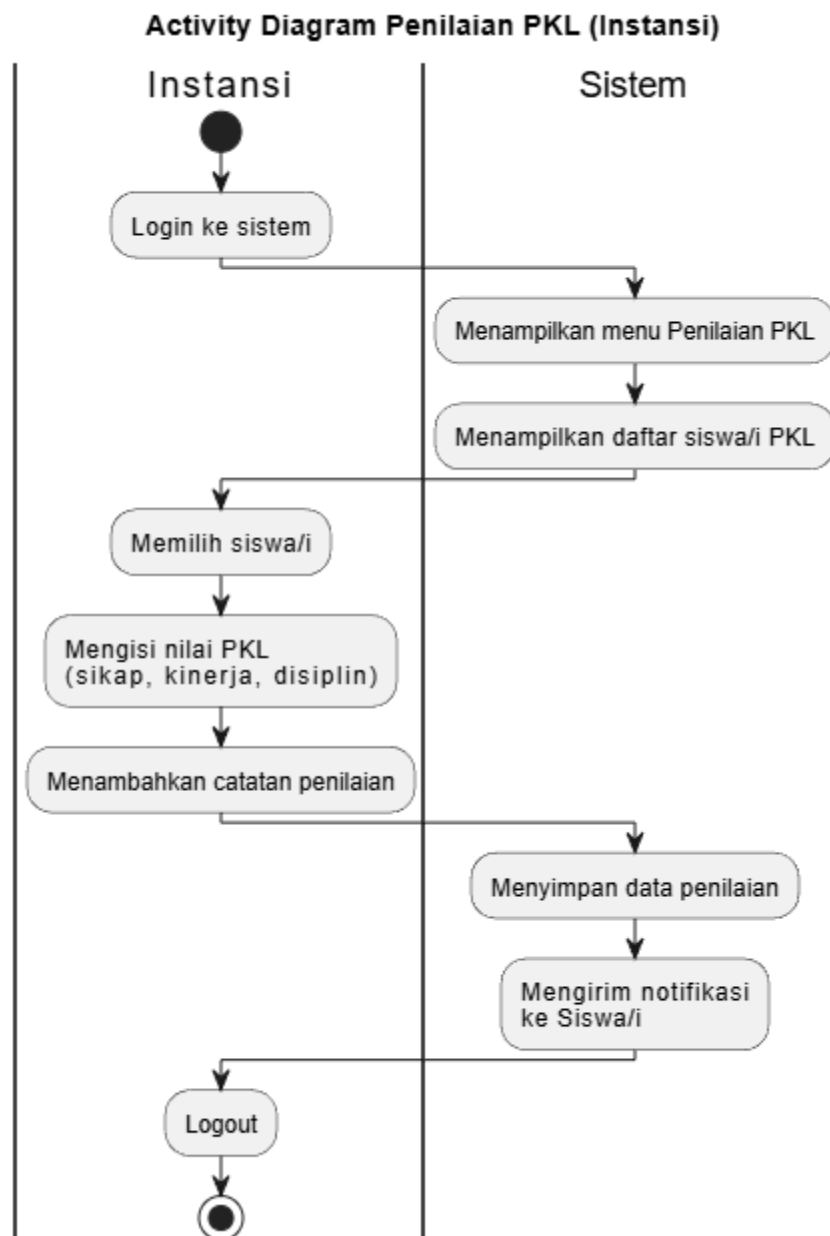 Activity Diagram Penilaian PKL (Instansi)
Instansi
Sistem
Login ke sistem
Menampilkan menu Penilaian PKL
Menampilkan daftar siswa/i PKL
Memilih siswa/i
Mengisi nilai PKL
(sikap, kinerja, disiplin)
Menambahkan catatan penilaian
Menyimpan data penilaian
Mengirim notifikasi
ke Siswa/i
Logout